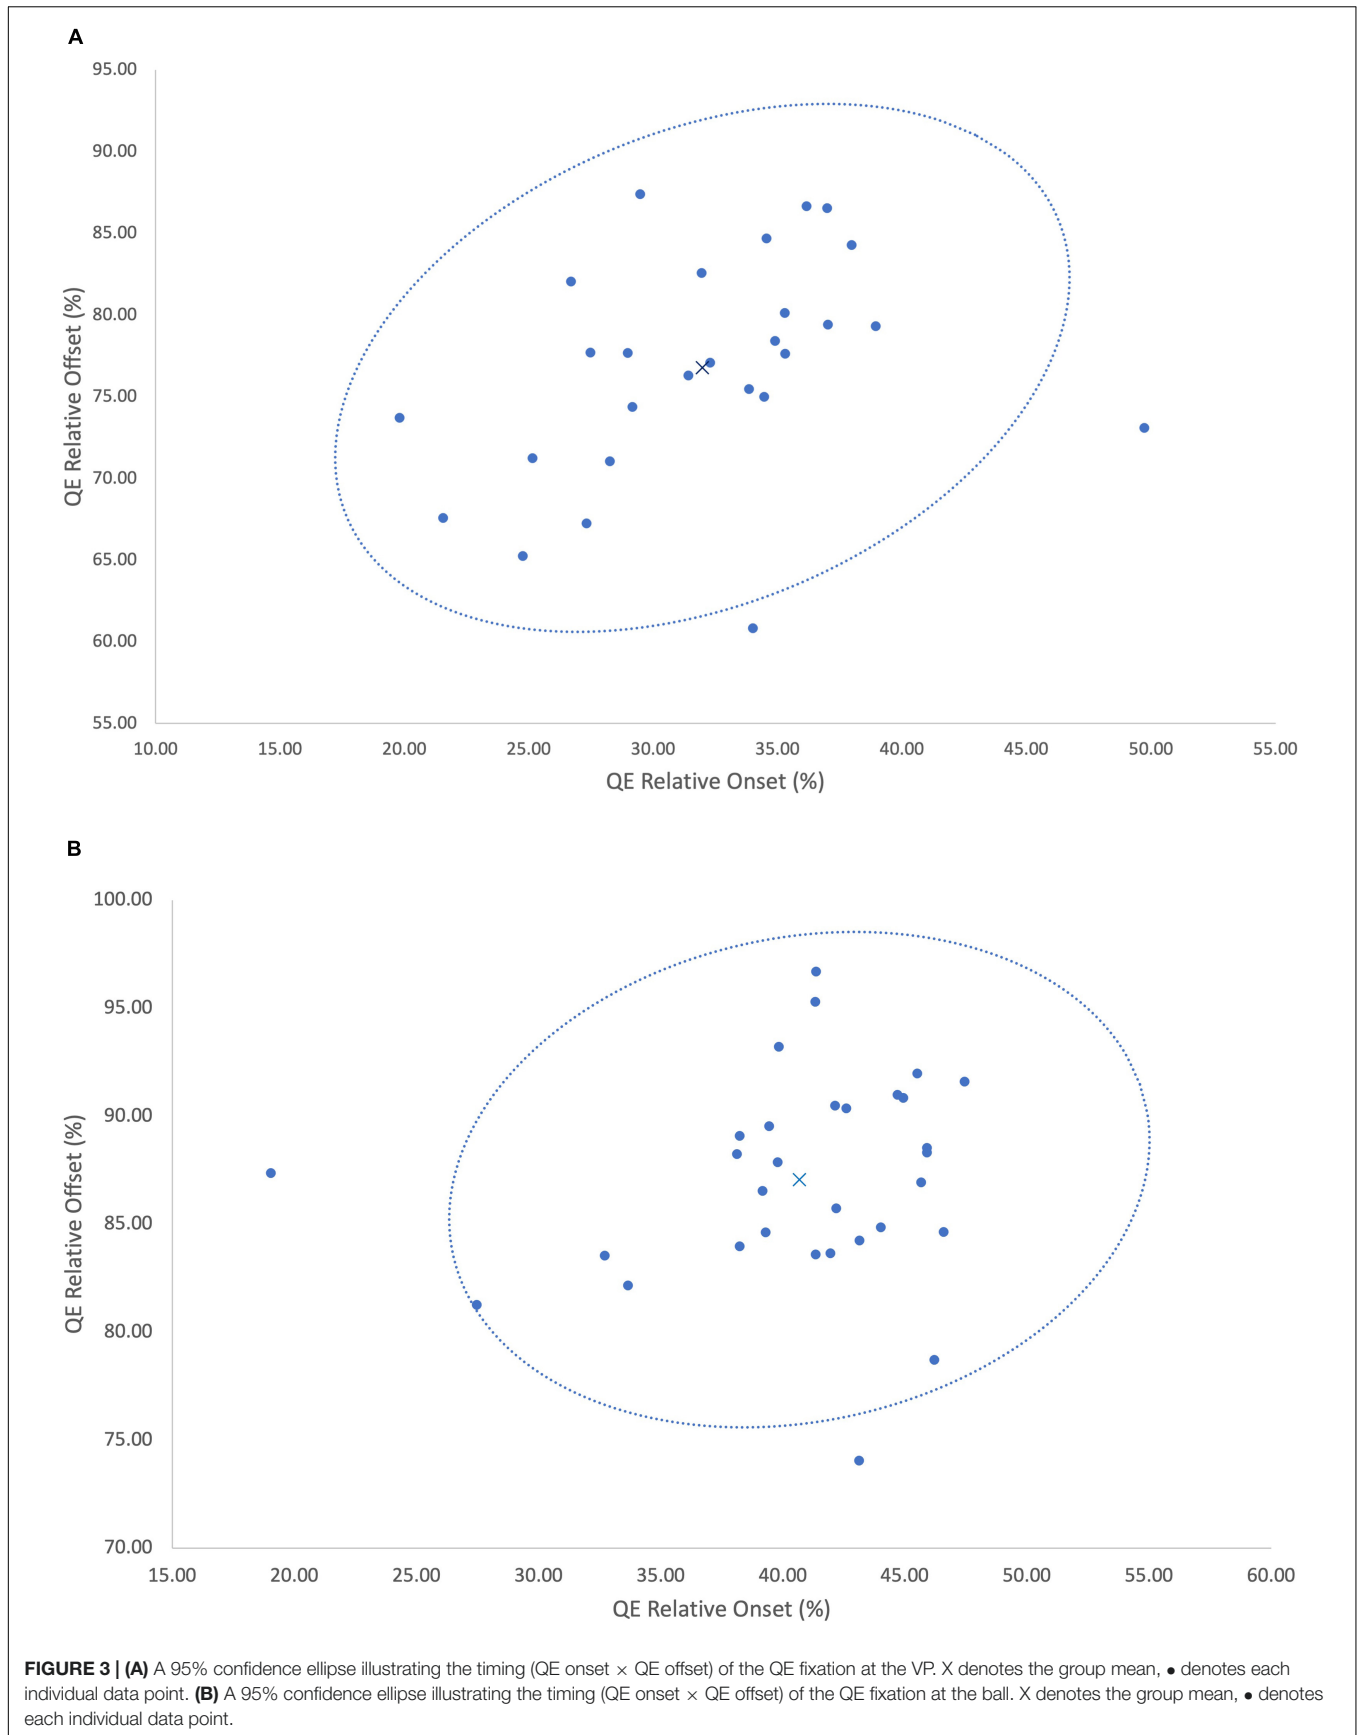 A
95.00
90.00
85.00
80.00
75.00
70.00
65.00
60.00
55.00
QE Relative Offset (%)
10.00 15.00 20.00 25.00 30.00 35.00 40.00 45.00 50.00 55.00
QE Relative Onset (%)
B
100.00
95.00
90.00
85.00
80.00
75.00
70.00
QE Relative Offset (%)
15.00 20.00 25.00 30.00 35.00 40.00 45.00 50.00 55.00 60.00
QE Relative Onset (%)
FIGURE 3 | (A) A 95% confidence ellipse illustrating the timing (QE onset × QE offset) of the QE fixation at the VP. X denotes the group mean, • denotes each
individual data point. (B) A 95% confidence ellipse illustrating the timing (QE onset × QE offset) of the QE fixation at the ball. X denotes the group mean, • denotes
each individual data point.